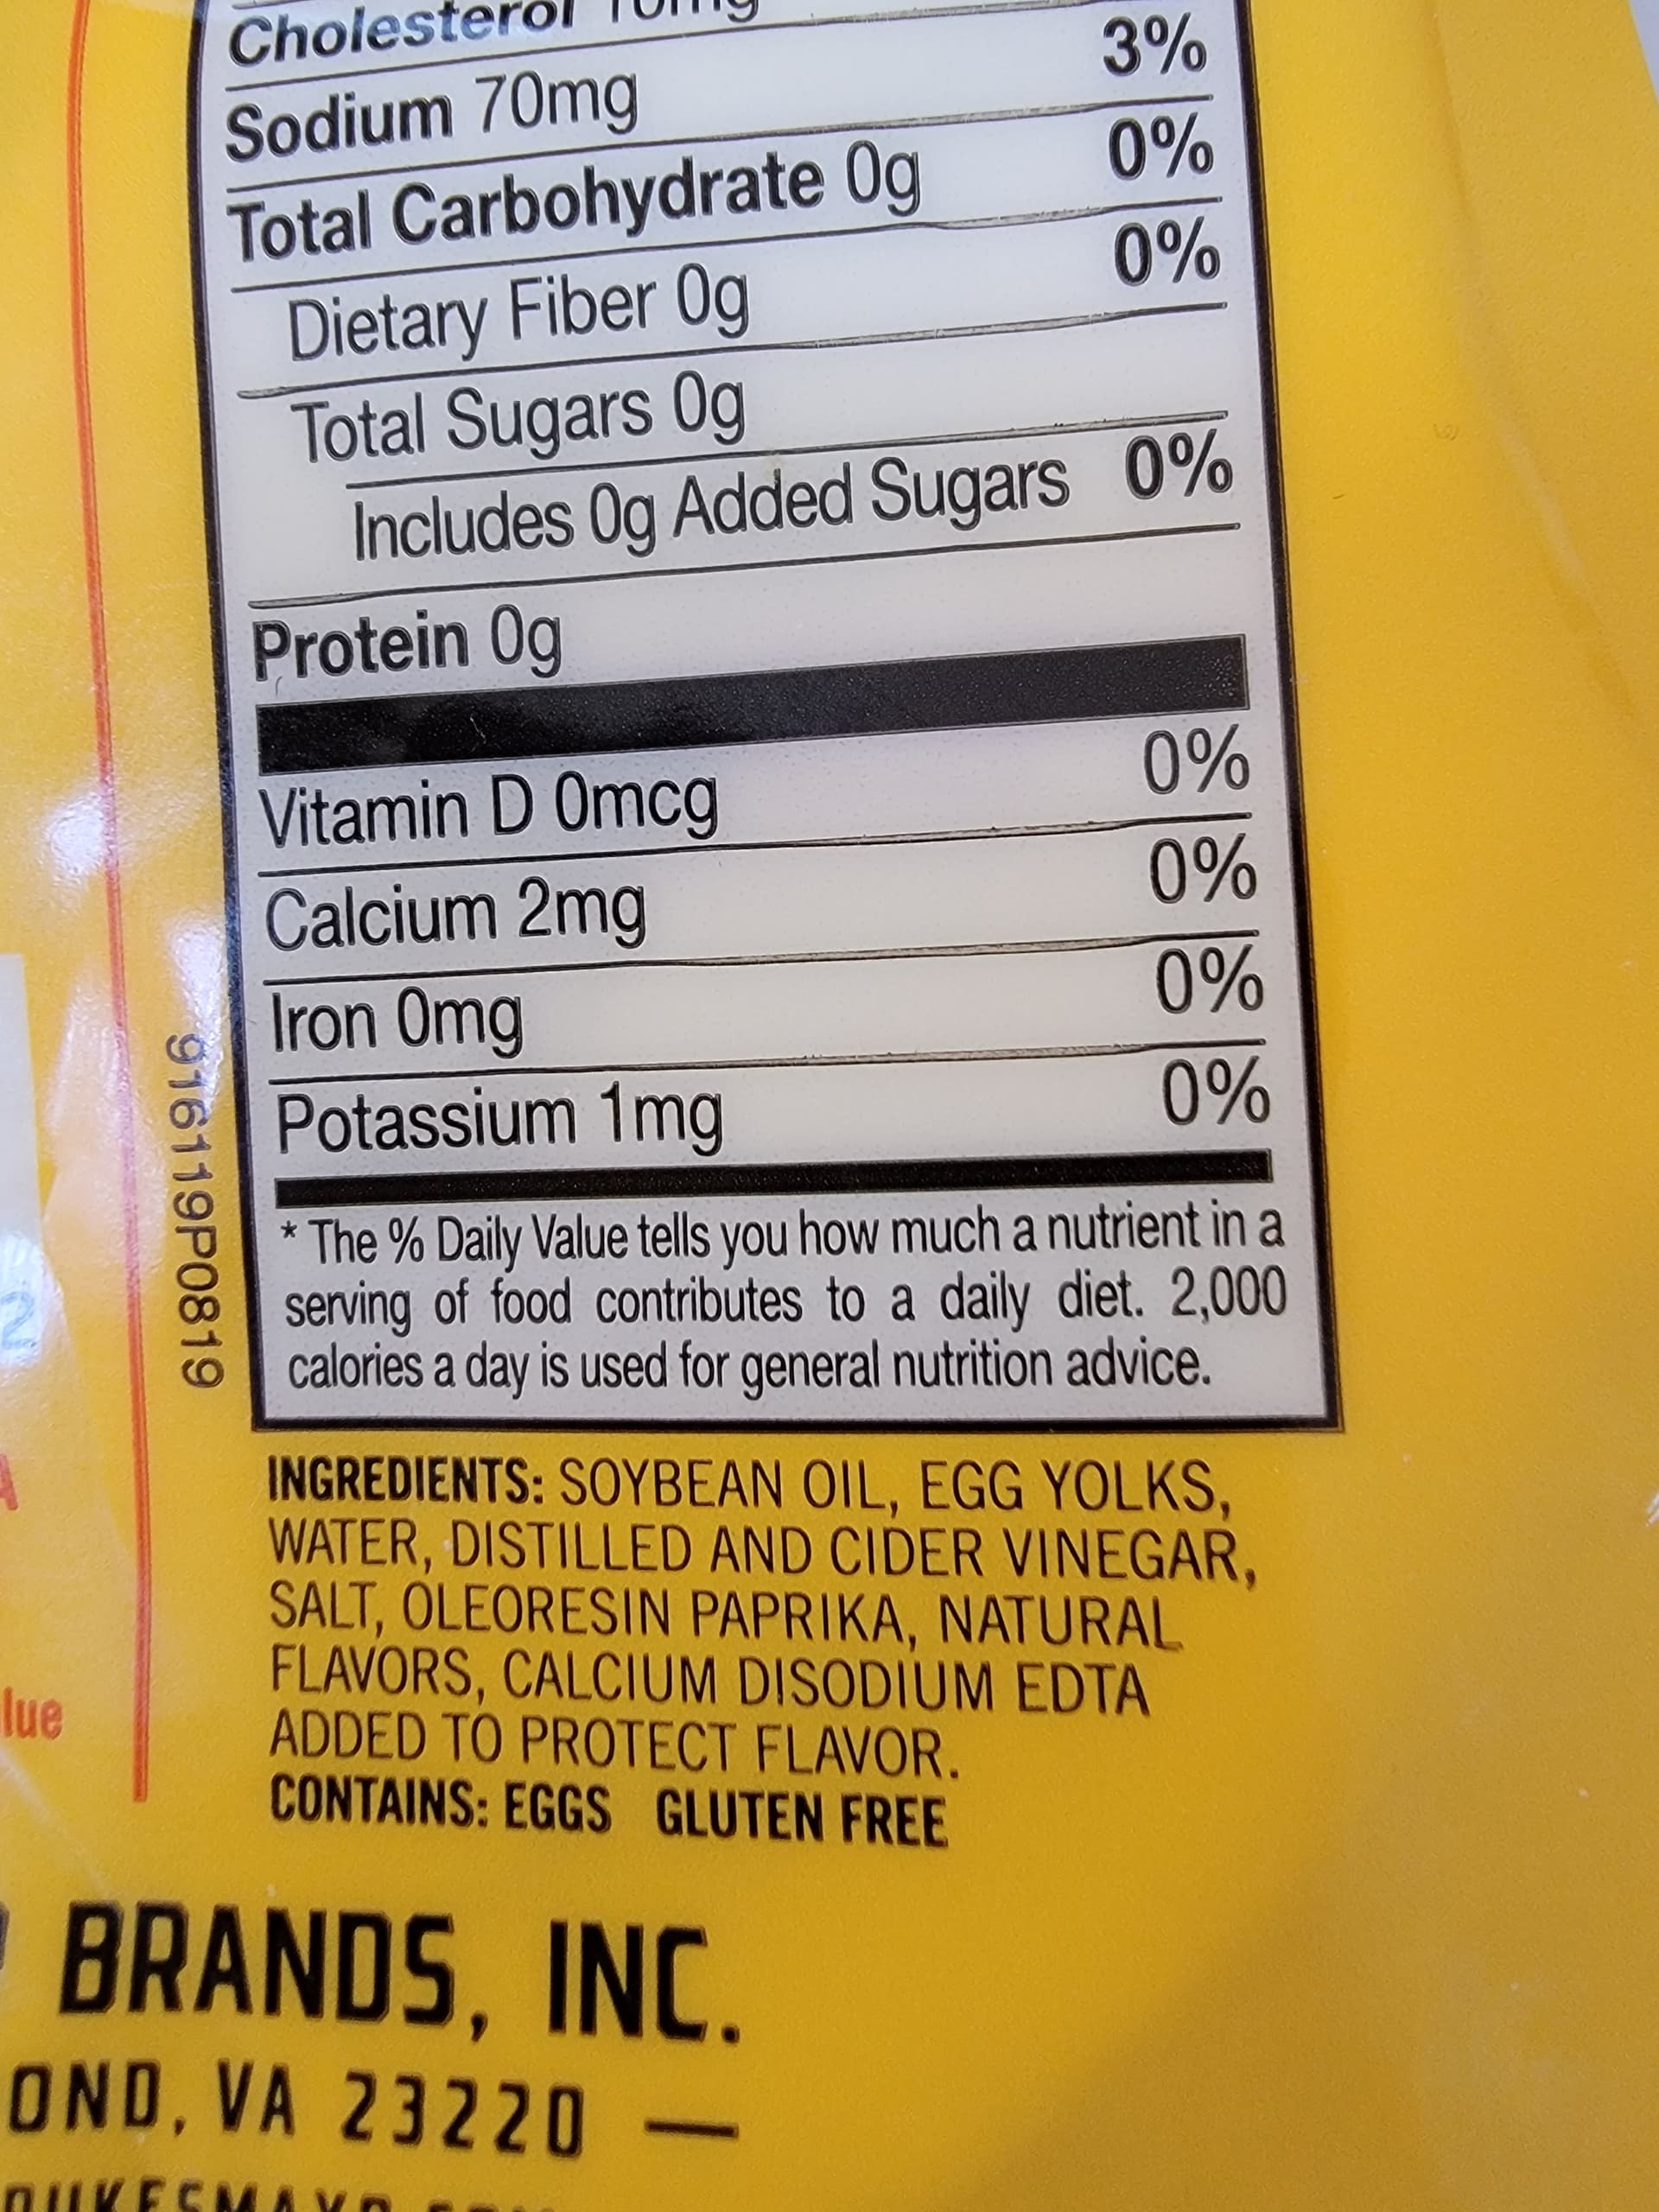 Cholesterol 10mg 3%
Sodium 70mg 3%
Total Carbohydrate 0g 0%
Dietary Fiber 0g 0%
Total Sugars 0g
Includes 0g Added Sugars 0%
Protein 0g
Vitamin D 0mcg 0%
Calcium 2mg 0%
Iron 0mg 0%
Potassium 1mg 0%
* The % Daily Value tells you how much a nutrient in a
serving of food contributes to a daily diet. 2,000
calories a day is used for general nutrition advice.
916119P0819
INGREDIENTS: SOYBEAN OIL, EGG YOLKS,
WATER, DISTILLED AND CIDER VINEGAR,
SALT, OLEORESIN PAPRIKA, NATURAL
FLAVORS, CALCIUM DISODIUM EDTA
ADDED TO PROTECT FLAVOR.
CONTAINS: EGGS GLUTEN FREE
lue
BRANDS, INC.
OND, VA 23220 —